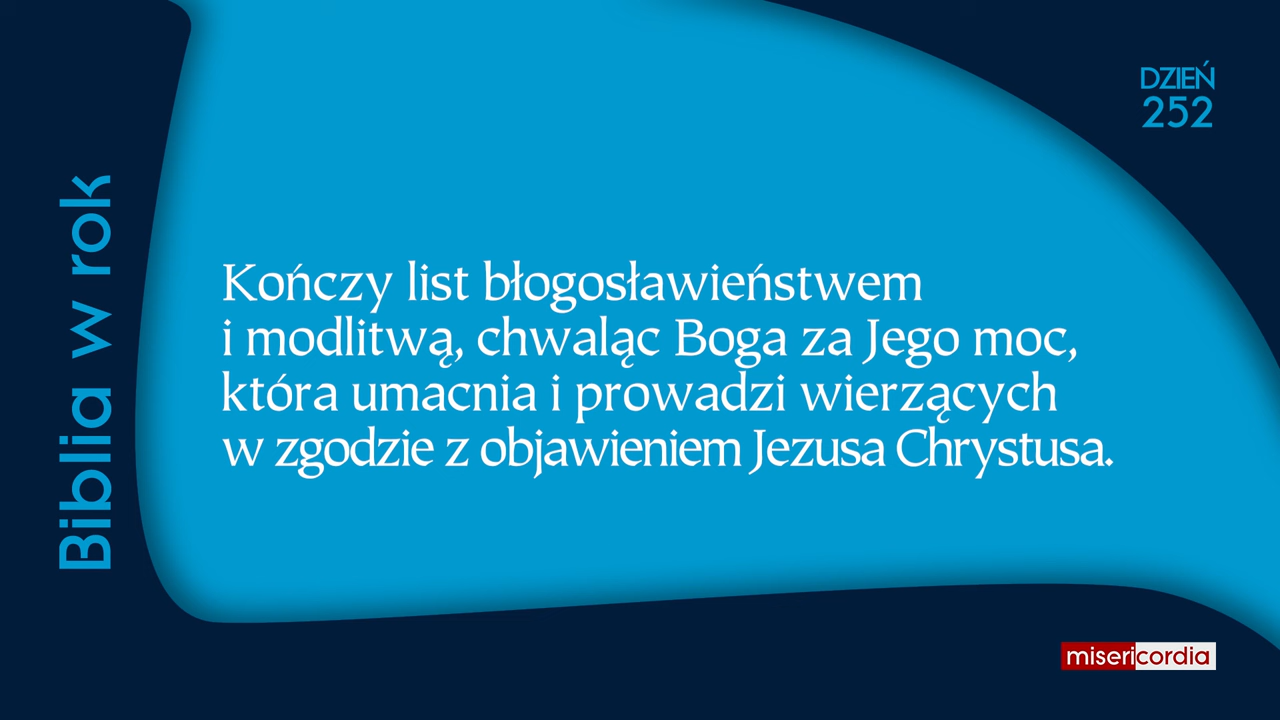 DZIEŃ
252
Biblia w rok
Kończy list błogosławieństwem
i modlitwą, chwaląc Boga za Jego moc,
która umacnia i prowadzi wierzących
w zgodzie z objawieniem Jezusa Chrystusa.
misericordia